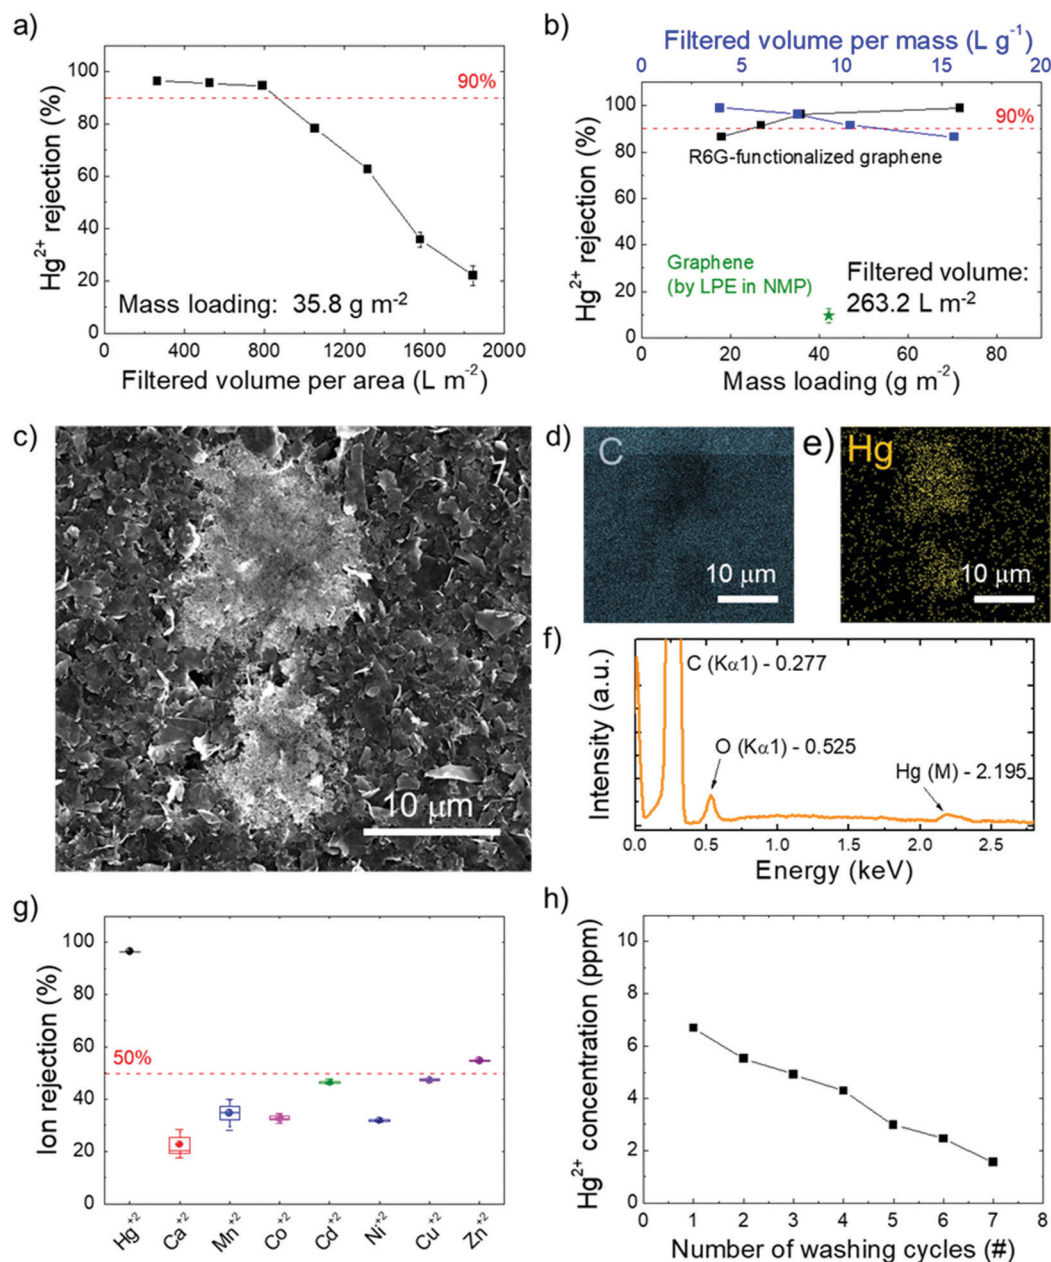 a)
100
80
60
40
20
0
Hg²⁺ rejection (%)
90%
Mass loading: 35.8 g m⁻²
0 400 800 1200 1600 2000
Filtered volume per area (L m⁻²)
b)
Filtered volume per mass (L g⁻¹)
0 5 10 15 20
100
80
60
40
20
0
Hg²⁺ rejection (%)
90%
R6G-functionalized graphene
Graphene
(by LPE in NMP)
Filtered volume:
263.2 L m⁻²
0 20 40 60 80
Mass loading (g m⁻²)
c)
10 µm
d)
C
10 µm
e)
Hg
10 µm
f)
Intensity (a.u.)
C (Kα1) - 0.277
O (Kα1) - 0.525
Hg (M) - 2.195
0.0 0.5 1.0 1.5 2.0 2.5
Energy (keV)
g)
100
80
60
40
20
0
Ion rejection (%)
50%
Hg⁺² Ca⁺² Mn⁺² Co⁺² Cd⁺² Ni⁺² Cu⁺² Zn⁺²
h)
10
8
6
4
2
0
Hg²⁺ concentration (ppm)
0 1 2 3 4 5 6 7 8
Number of washing cycles (#)